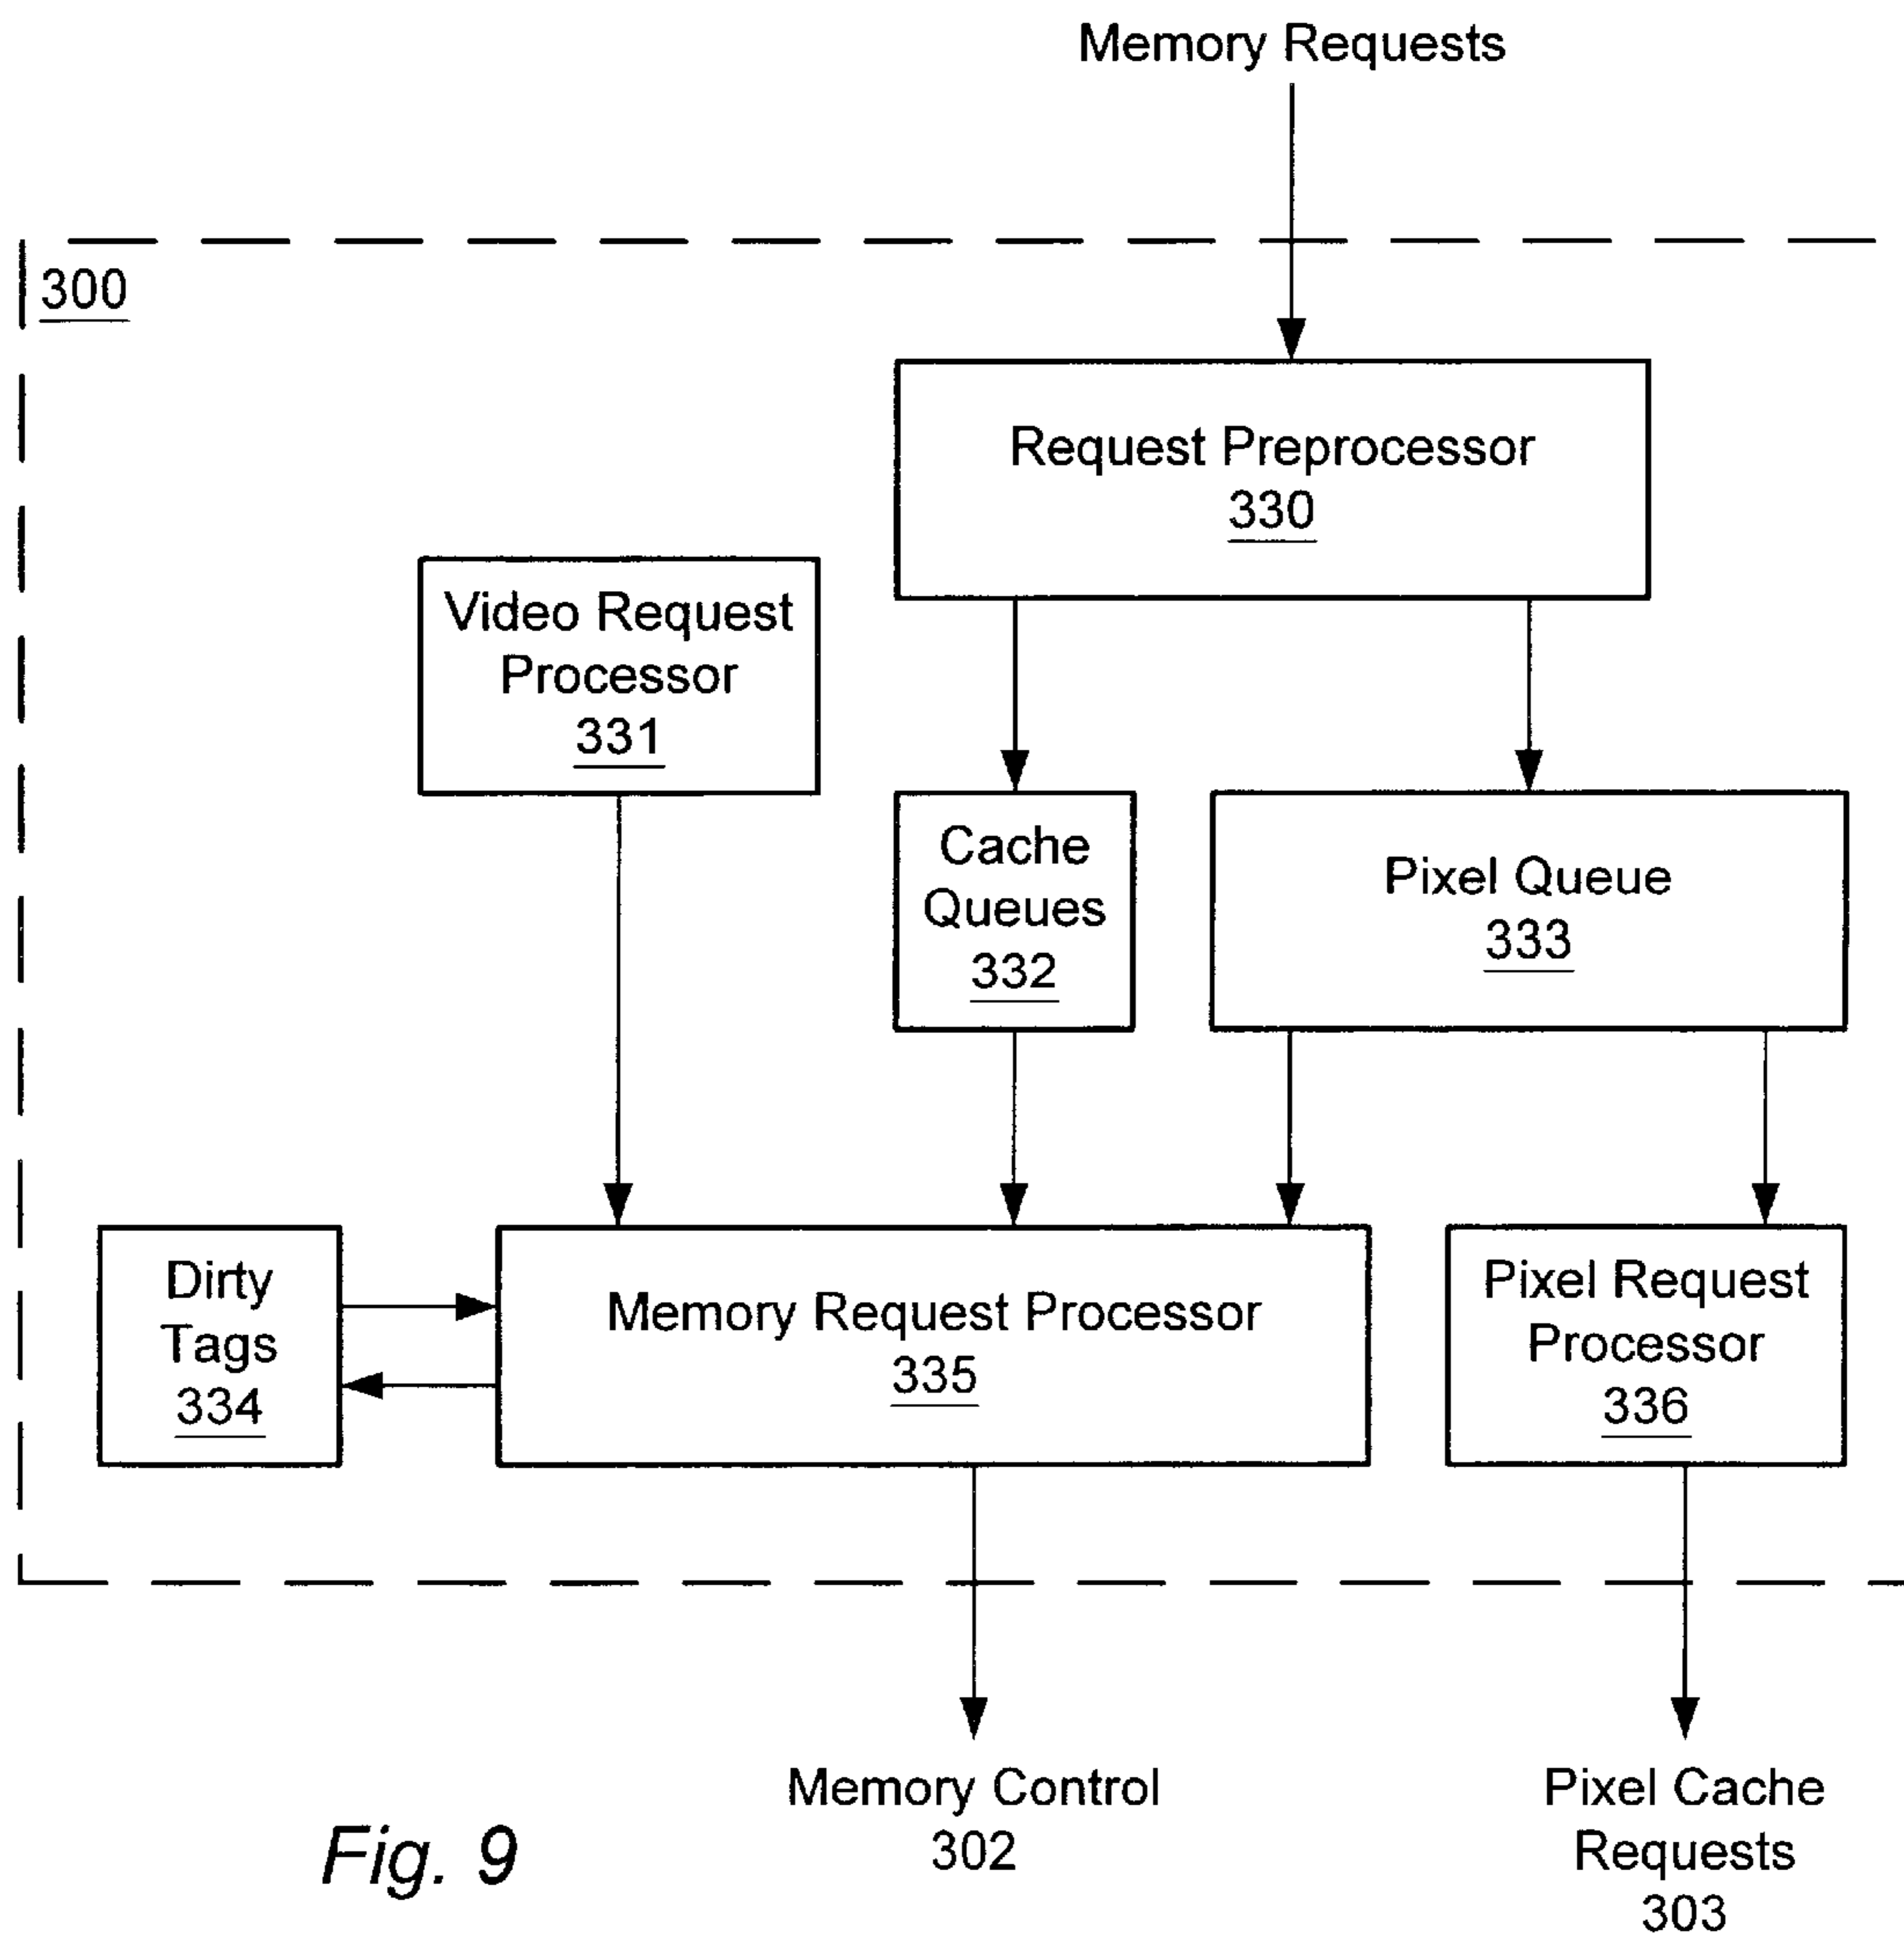 Memory Requests
300
Request Preprocessor
330
Video Request
Processor
331
Cache
Queues
332
Pixel Queue
333
Dirty
Tags
334
Memory Request Processor
335
Pixel Request
Processor
336
Memory Control
302
Pixel Cache
Requests
303
Fig. 9